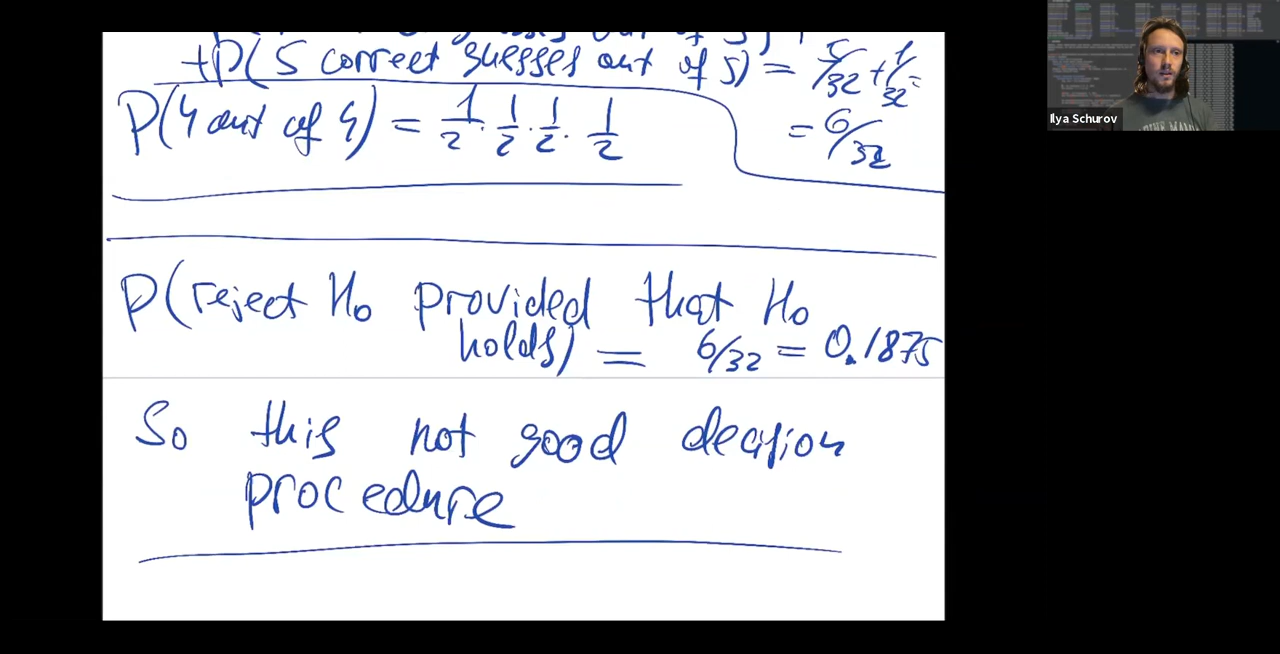 +P(5 correct guesses out of 5) = 5/32 + 1/32 =
= 6/32
P(4 out of 4) = 1/2 · 1/2 · 1/2 · 1/2
P(reject H₀ provided that H₀
holds) = 6/32 = 0.1875
So this not good decision
procedure
Ilya Schurov